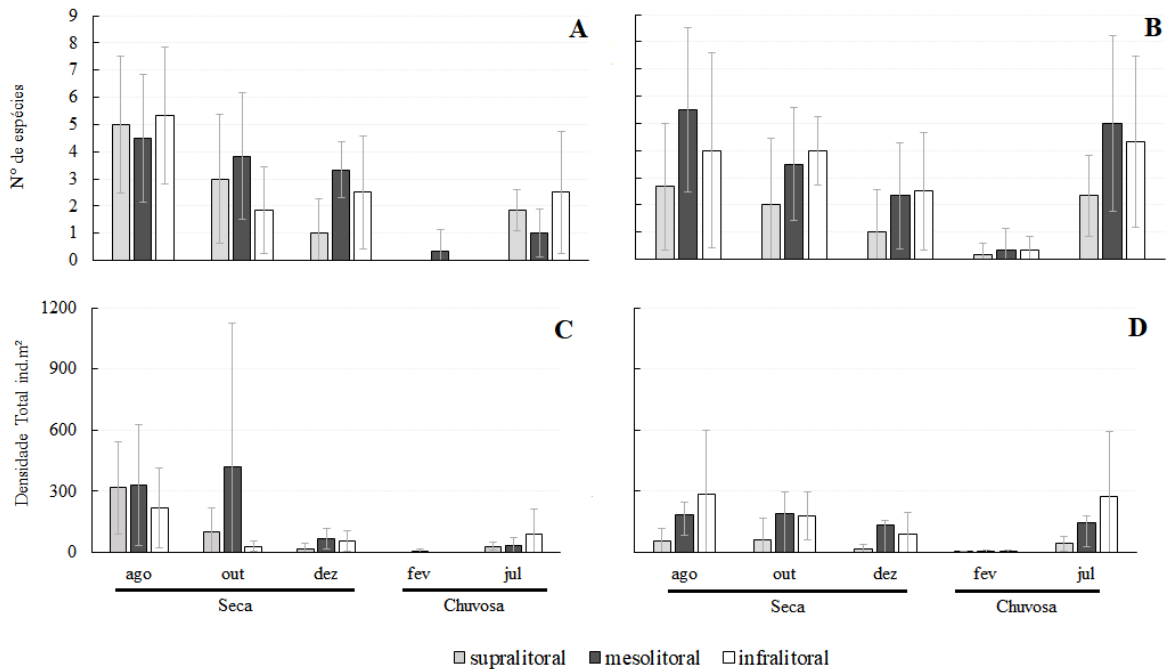 A
B
Nº de espécies
9
8
7
6
5
4
3
2
1
0
C
D
Densidade Total ind.m²
1200
900
600
300
0
ago out dez fev jul
Seca Chuvosa
ago out dez fev jul
Seca Chuvosa
supralitoral mesolitoral infralitoral